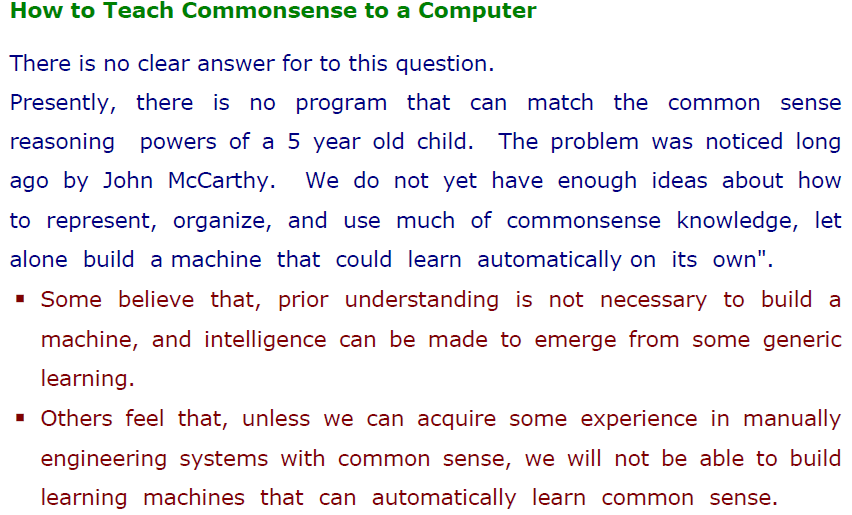 How to Teach Commonsense to a Computer
There is no clear answer for to this question.
Presently, there is no program that can match the common sense
reasoning powers of a 5 year old child. The problem was noticed long
ago by John McCarthy. We do not yet have enough ideas about how
to represent, organize, and use much of commonsense knowledge, let
alone build a machine that could learn automatically on its own".
▪ Some believe that, prior understanding is not necessary to build a
machine, and intelligence can be made to emerge from some generic
learning.
▪ Others feel that, unless we can acquire some experience in manually
engineering systems with common sense, we will not be able to build
learning machines that can automatically learn common sense.